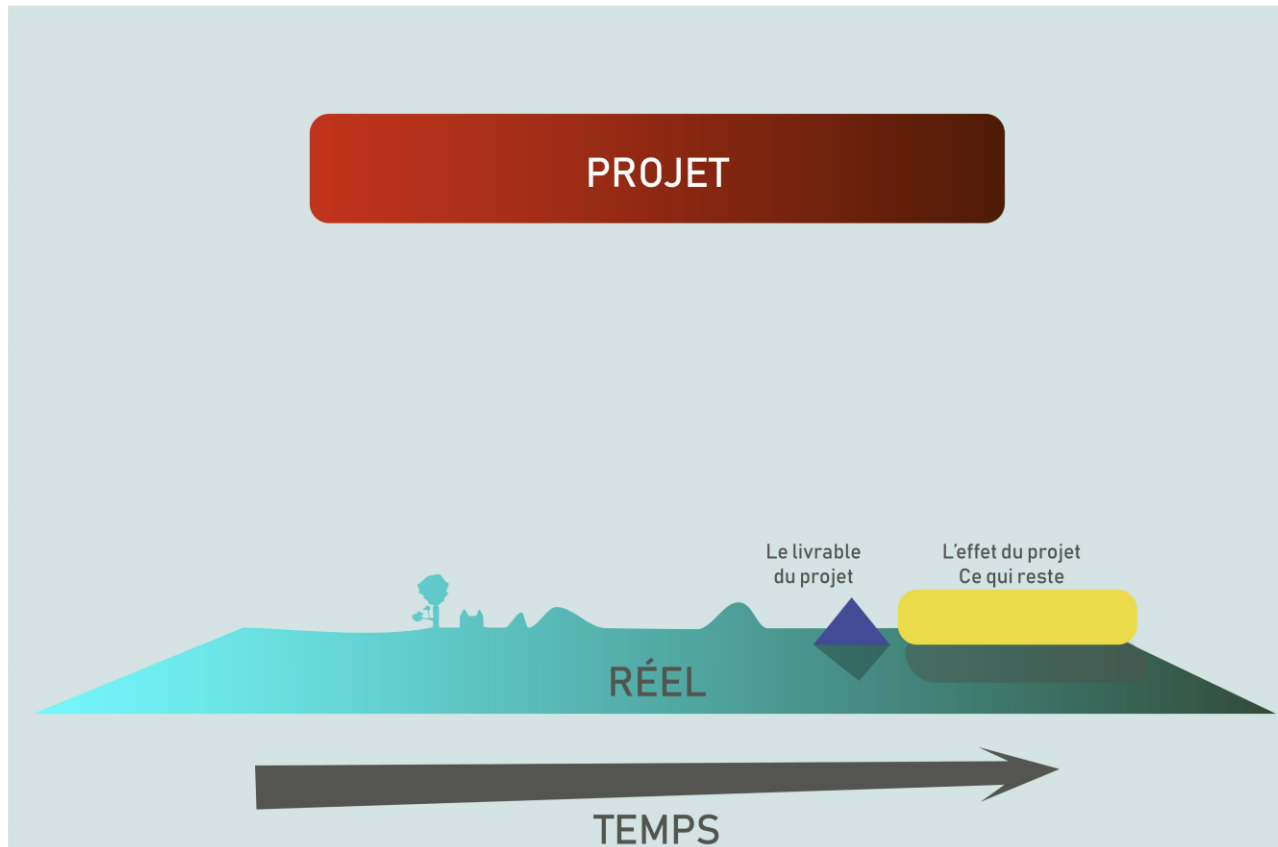 PROJET
Le livrable
du projet
L'effet du projet
Ce qui reste
RÉEL
TEMPS